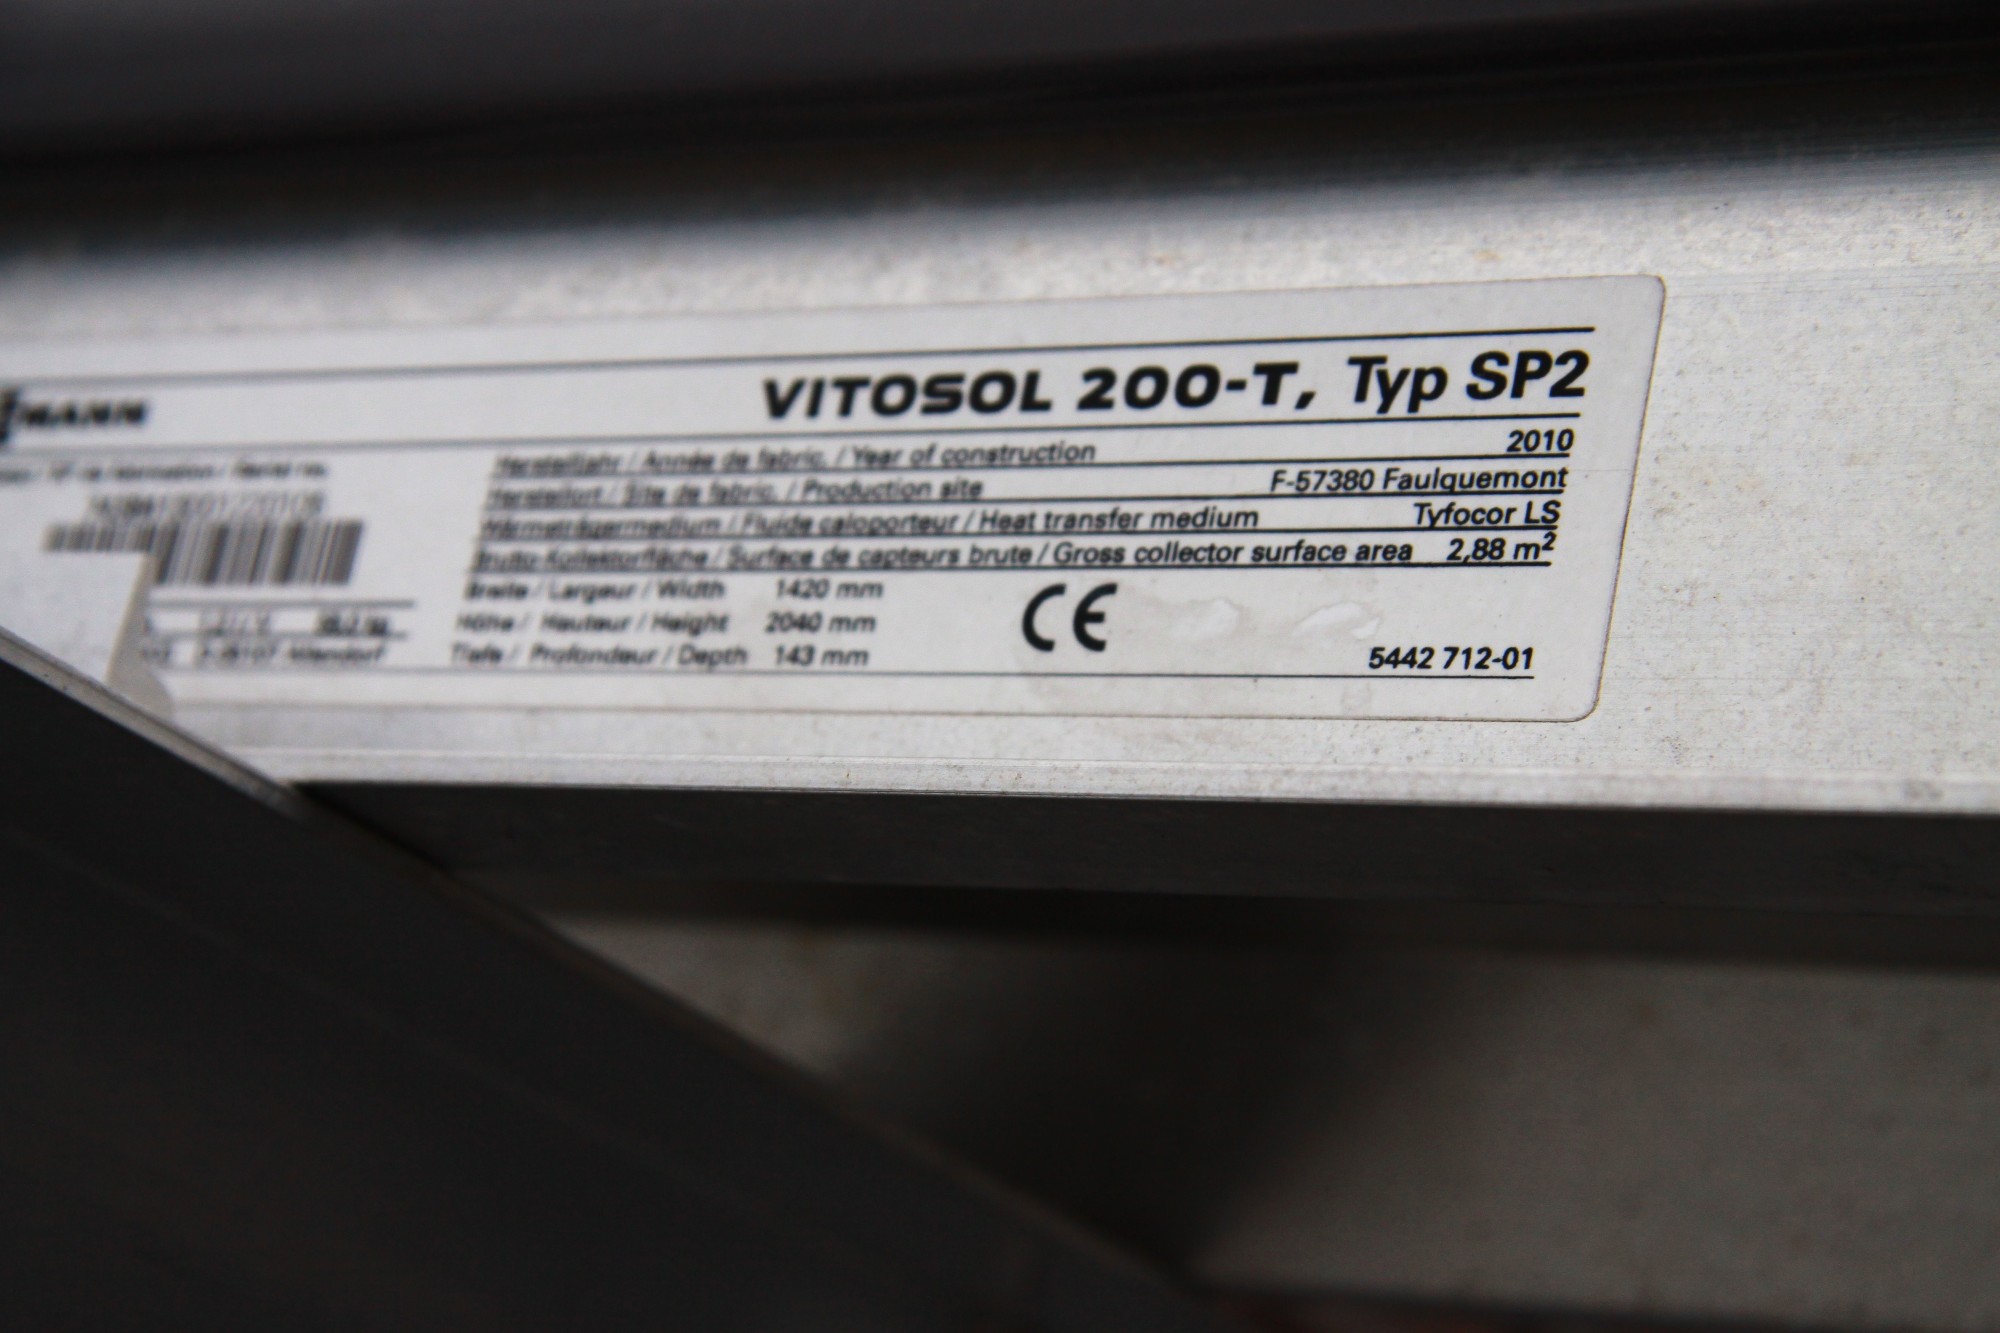 MANN
VITOSOL 200-T, Typ SP2
Herstelljahr / Année de fabric. / Year of construction 2010
Herstellort / Site de fabric. / Production site F-57380 Faulquemont
Wärmeträgermedium / Fluide caloporteur / Heat transfer medium Tyfocor LS
Brutto-Kollektorfläche / Surface de capteurs brute / Gross collector surface area 2,88 m²
Breite / Largeur / Width 1420 mm
Höhe / Hauteur / Height 2040 mm
Tiefe / Profondeur / Depth 143 mm
CE
5442 712-01